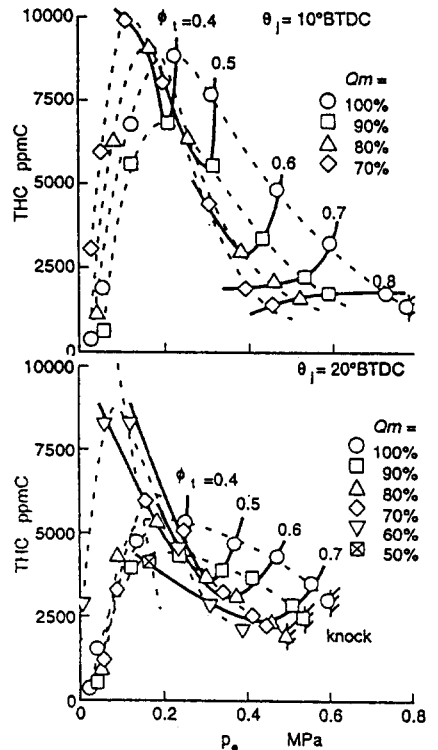 ϕt=0.4
θj = 10°BTDC
0.5
Qm =
100%
90%
80%
70%
0.6
0.7
0.8
10000
7500
5000
2500
0
THC ppmC
θj = 20°BTDC
Qm =
100%
90%
80%
70%
60%
50%
ϕt=0.4
0.5
0.6
0.7
knock
10000
7500
5000
2500
0
THC ppmC
0 0.2 0.4 0.6 0.8
Pe MPa